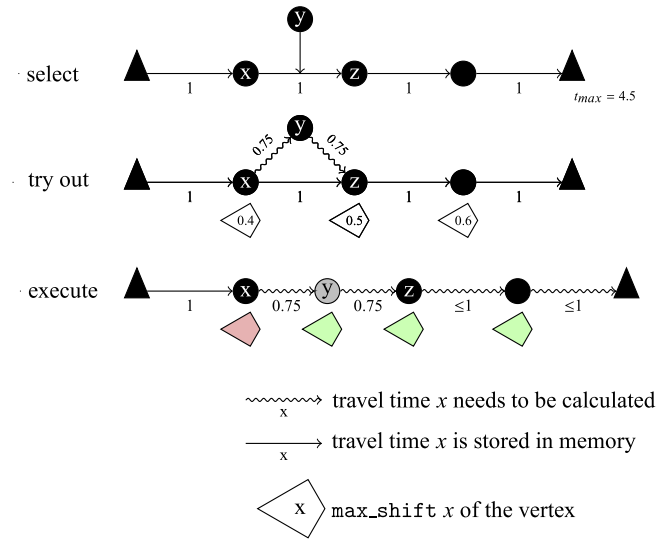 y
select x z
1 1 1 1
t_max = 4.5
y
0.75 0.75
try out x z
1 1 1 1
0.4 0.5 0.6
execute x y z
1 0.75 0.75 ≤1 ≤1
travel time x needs to be calculated
x
travel time x is stored in memory
x
x max_shift x of the vertex